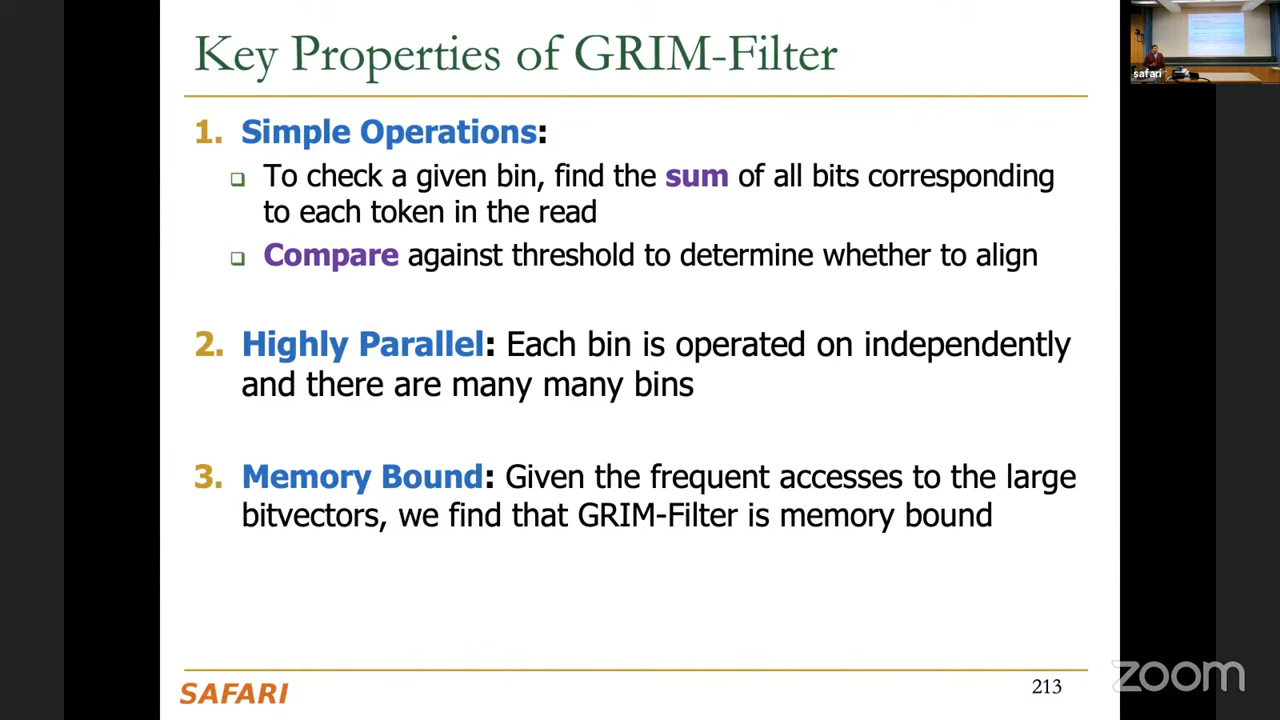 Key Properties of GRIM-Filter
safari
1. Simple Operations:
To check a given bin, find the sum of all bits corresponding
to each token in the read
Compare against threshold to determine whether to align
2. Highly Parallel: Each bin is operated on independently
and there are many many bins
3. Memory Bound: Given the frequent accesses to the large
bitvectors, we find that GRIM-Filter is memory bound
SAFARI
213
zoom